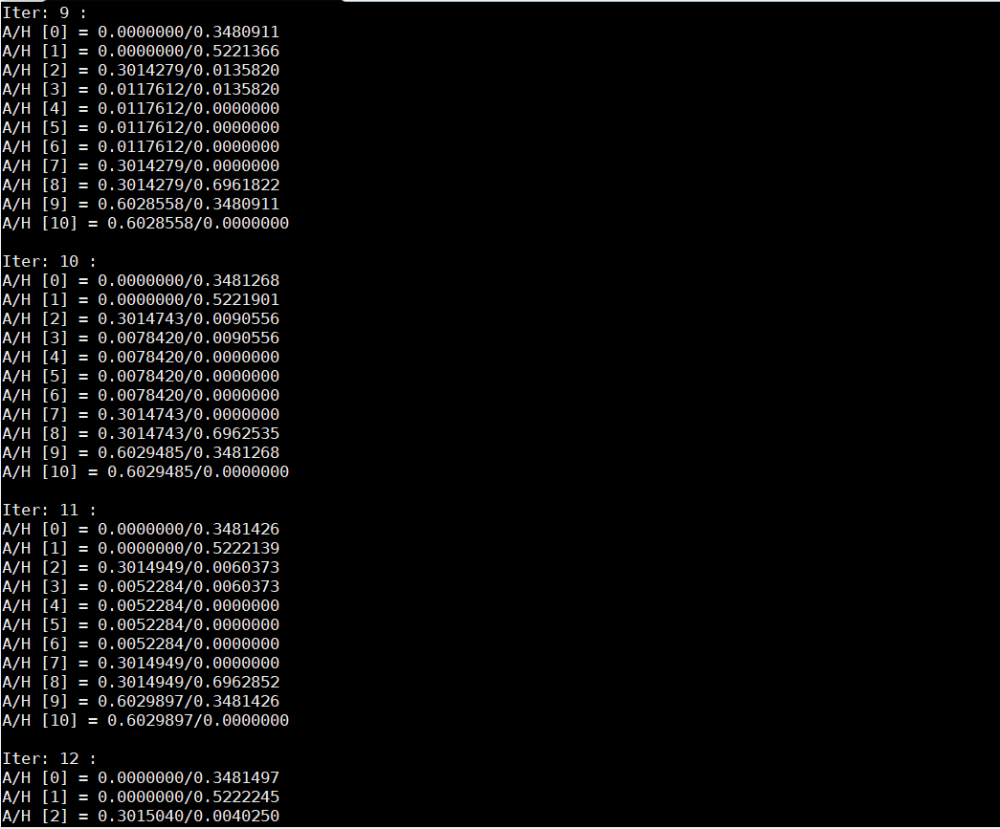 Iter: 9 :
A/H [0] = 0.0000000/0.3480911
A/H [1] = 0.0000000/0.5221366
A/H [2] = 0.3014279/0.0135820
A/H [3] = 0.0117612/0.0135820
A/H [4] = 0.0117612/0.0000000
A/H [5] = 0.0117612/0.0000000
A/H [6] = 0.0117612/0.0000000
A/H [7] = 0.3014279/0.0000000
A/H [8] = 0.3014279/0.6961822
A/H [9] = 0.6028558/0.3480911
A/H [10] = 0.6028558/0.0000000
Iter: 10 :
A/H [0] = 0.0000000/0.3481268
A/H [1] = 0.0000000/0.5221901
A/H [2] = 0.3014743/0.0090556
A/H [3] = 0.0078420/0.0090556
A/H [4] = 0.0078420/0.0000000
A/H [5] = 0.0078420/0.0000000
A/H [6] = 0.0078420/0.0000000
A/H [7] = 0.3014743/0.0000000
A/H [8] = 0.3014743/0.6962535
A/H [9] = 0.6029485/0.3481268
A/H [10] = 0.6029485/0.0000000
Iter: 11 :
A/H [0] = 0.0000000/0.3481426
A/H [1] = 0.0000000/0.5222139
A/H [2] = 0.3014949/0.0060373
A/H [3] = 0.0052284/0.0060373
A/H [4] = 0.0052284/0.0000000
A/H [5] = 0.0052284/0.0000000
A/H [6] = 0.0052284/0.0000000
A/H [7] = 0.3014949/0.0000000
A/H [8] = 0.3014949/0.6962852
A/H [9] = 0.6029897/0.3481426
A/H [10] = 0.6029897/0.0000000
Iter: 12 :
A/H [0] = 0.0000000/0.3481497
A/H [1] = 0.0000000/0.5222245
A/H [2] = 0.3015040/0.0040250